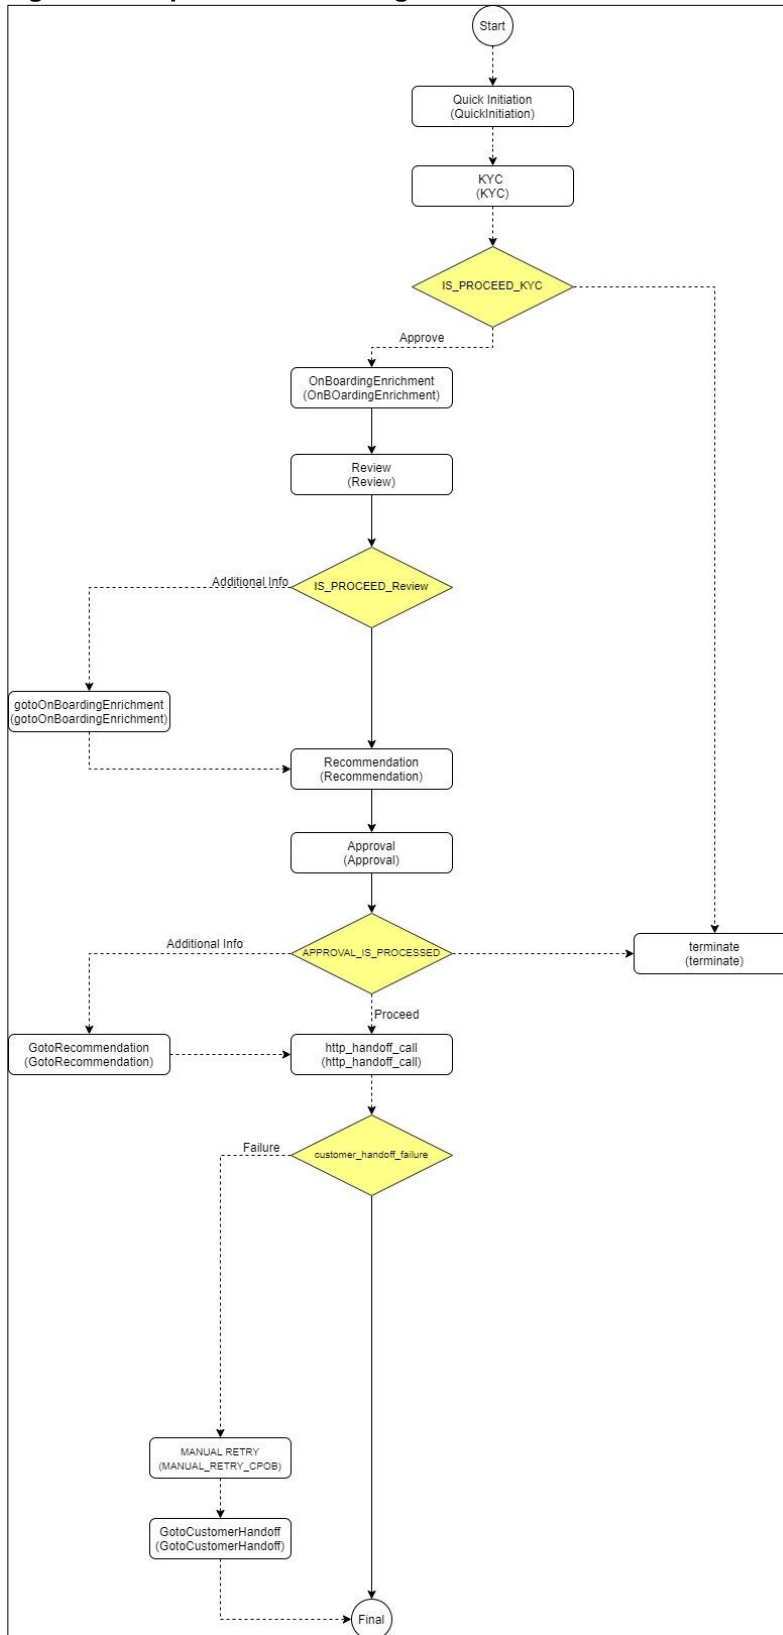 Start
Quick Initiation
(QuickInitiation)
KYC
(KYC)
IS_PROCEED_KYC
Approve
OnBoardingEnrichment
(OnBOardingEnrichment)
Review
(Review)
Additional Info
IS_PROCEED_Review
gotoOnBoardingEnrichment
(gotoOnBoardingEnrichment)
Recommendation
(Recommendation)
Approval
(Approval)
Additional Info
APPROVAL_IS_PROCESSED
terminate
(terminate)
Proceed
GotoRecommendation
(GotoRecommendation)
http_handoff_call
(http_handoff_call)
Failure
customer_handoff_failure
MANUAL RETRY
(MANUAL_RETRY_CPOB)
GotoCustomerHandoff
(GotoCustomerHandoff)
Final